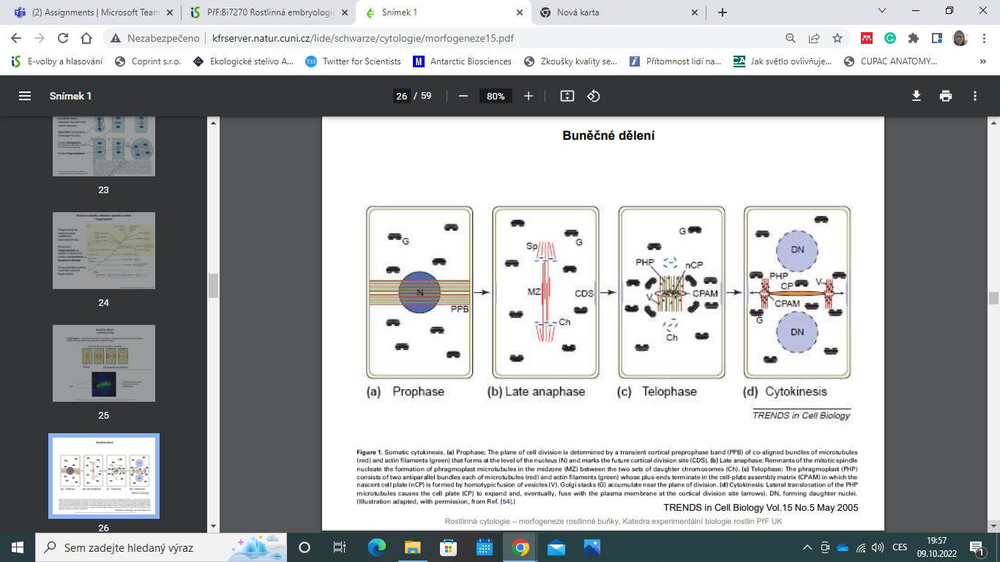 (2) Assignments | Microsoft Team
PřF:Bi7270 Rostlinná embryologie
Snímek 1
Nová karta
Nezabezpečeno
kfrserver.natur.cuni.cz/lide/schwarze/cytologie/morfogeneze15.pdf
E-volby a hlasování
Coprint s.r.o.
Ekologické stelivo A...
Twitter for Scientists
Antarctic Biosciences
Zkoušky kvality se...
Přítomnost lidí na...
Jak světlo ovlivňuje...
CUPAC ANATOMY...
»
Snímek 1
26 / 59
80%
23
24
25
26
Buněčné dělení
G
N
PPB
Sp
G
MZ
CDS
Ch
G
PHP
nCP
V
CPAM
Ch
DN
PHP
CP
V
CPAM
G
DN
(a) Prophase
(b) Late anaphase
(c) Telophase
(d) Cytokinesis
TRENDS in Cell Biology
Figure 1. Somatic cytokinesis. (a) Prophase: The plane of cell division is determined by a transient cortical preprophase band (PPB) of co-aligned bundles of microtubules
(red) and actin filaments (green) that forms at the level of the nucleus (N) and marks the future cortical division site (CDS). (b) Late anaphase: Remnants of the mitotic spindle
nucleate the formation of phragmoplast microtubules in the midzone (MZ) between the two sets of daughter chromosomes (Ch). (c) Telophase: The phragmoplast (PHP)
consists of two antiparallel bundles each of microtubules (red) and actin filaments (green) whose plus-ends terminate in the cell-plate assembly matrix (CPAM) in which the
nascent cell plate (nCP) is formed by homotypic fusion of vesicles (V). Golgi stacks (G) accumulate near the plane of division. (d) Cytokinesis: Lateral translocation of the PHP
microtubules causes the cell plate (CP) to expand and, eventually, fuse with the plasma membrane at the cortical division site (arrows). DN, forming daughter nuclei.
(Illustration adapted, with permission, from Ref. [54].)
TRENDS in Cell Biology Vol.15 No.5 May 2005
Rostlinná cytologie – morfogeneze rostlinné buňky, Katedra experimentální biologie rostlin PřF UK
Sem zadejte hledaný výraz
CES
19:57
09.10.2022
1